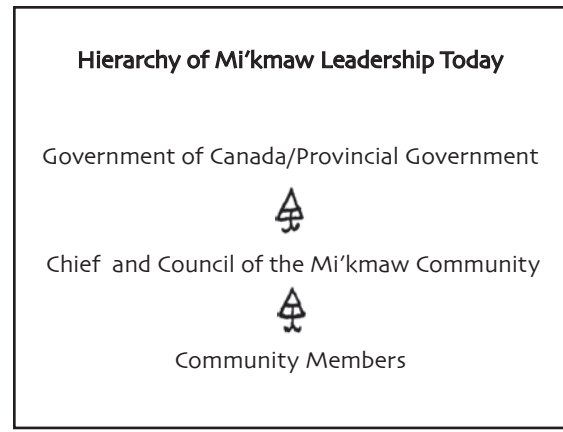 Hierarchy of Mi’kmaw Leadership Today
Government of Canada/Provincial Government
Chief and Council of the Mi’kmaw Community
Community Members